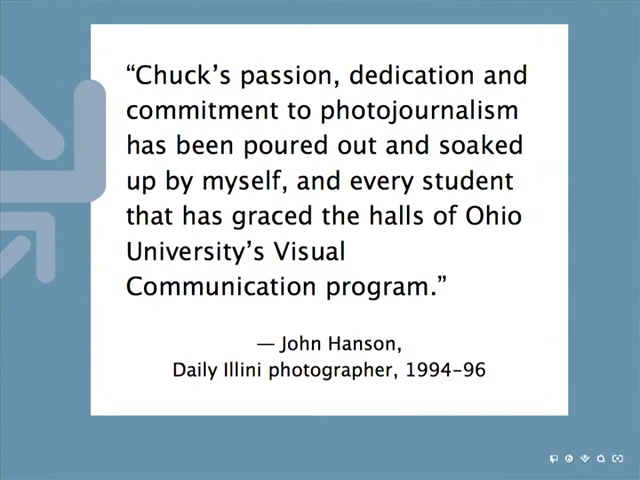 “Chuck’s passion, dedication and
commitment to photojournalism
has been poured out and soaked
up by myself, and every student
that has graced the halls of Ohio
University’s Visual
Communication program.”
— John Hanson,
Daily Illini photographer, 1994–96